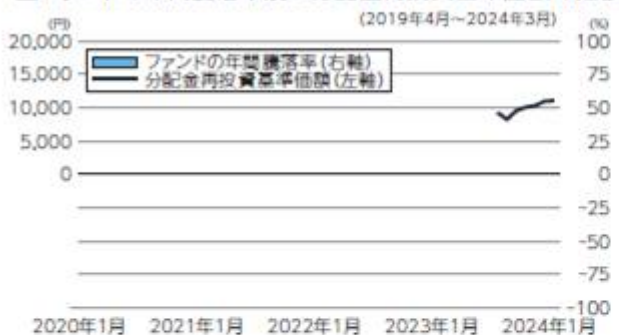 (2019年4月～2024年3月)
(円) (%)
20,000 100
ファンドの年間騰落率(右軸)
15,000 75
分配金再投資基準価額(左軸)
10,000 50
5,000 25
0 0
-25
-50
-75
-100
2020年1月 2021年1月 2022年1月 2023年1月 2024年1月